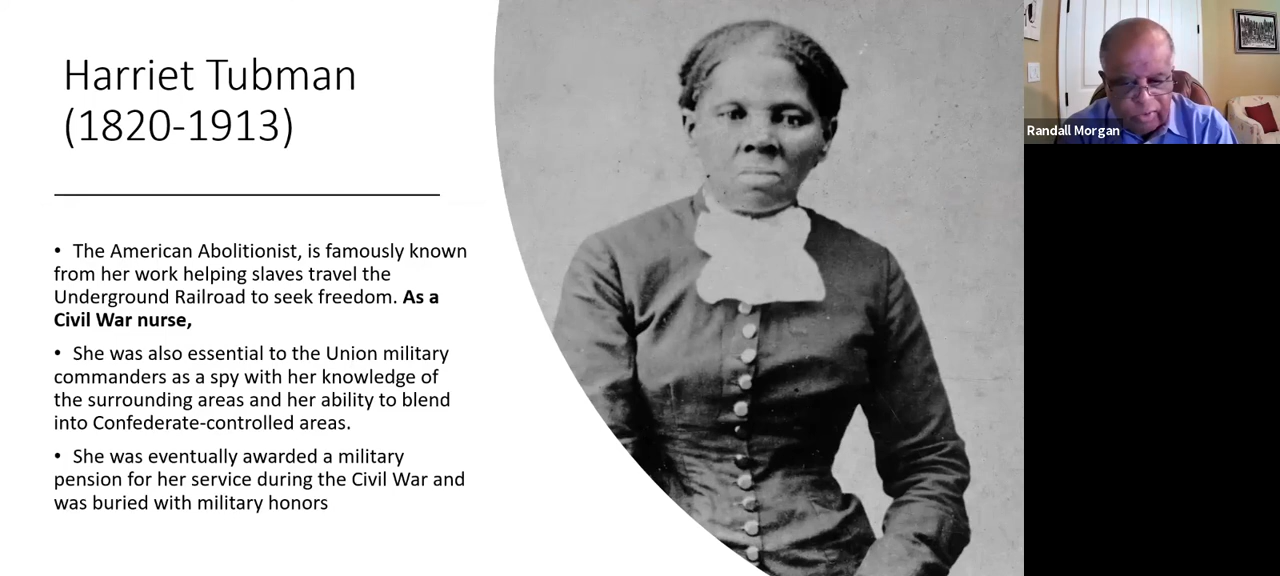 Harriet Tubman
(1820-1913)
• The American Abolitionist, is famously known
from her work helping slaves travel the
Underground Railroad to seek freedom. As a
Civil War nurse,
• She was also essential to the Union military
commanders as a spy with her knowledge of
the surrounding areas and her ability to blend
into Confederate-controlled areas.
• She was eventually awarded a military
pension for her service during the Civil War and
was buried with military honors
Randall Morgan